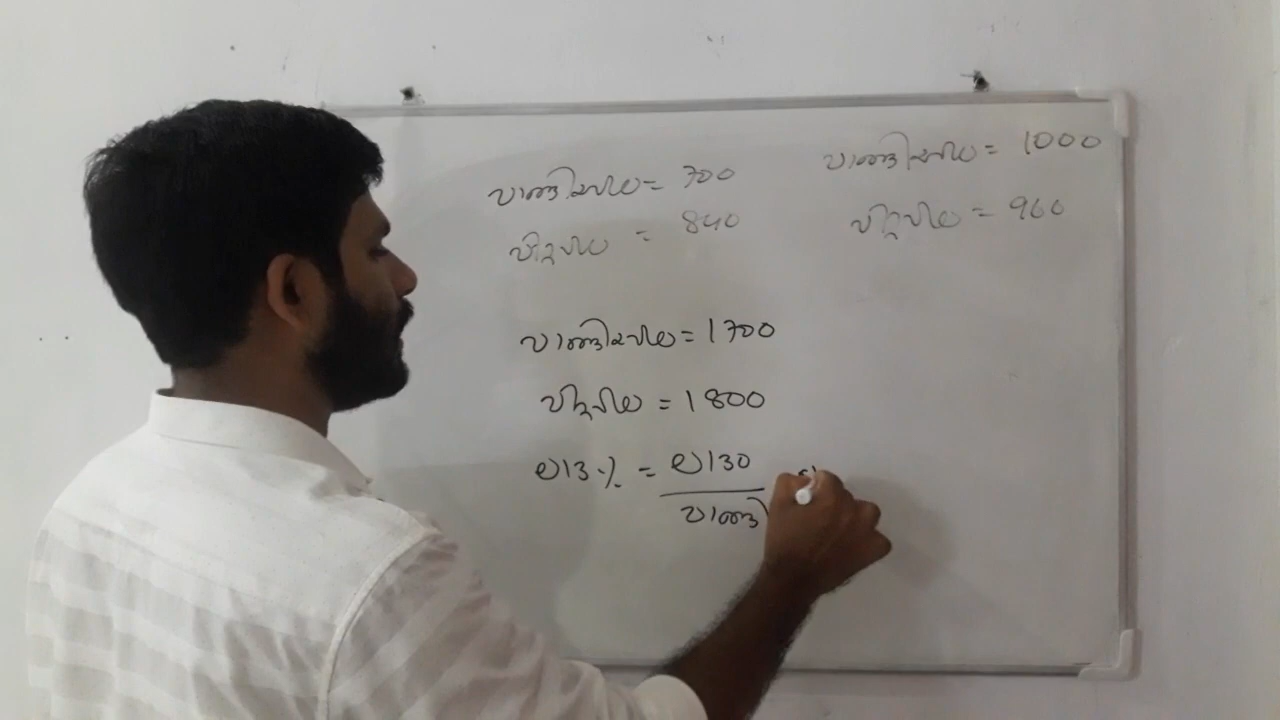 വാങ്ങിയവില = 700
വിറ്റവില = 840
വാങ്ങിയവില = 1000
വിറ്റവില = 960
വാങ്ങിയവില = 1700
വിറ്റവില = 1800
ലാഭ % = ലാഭം
വാങ്ങി